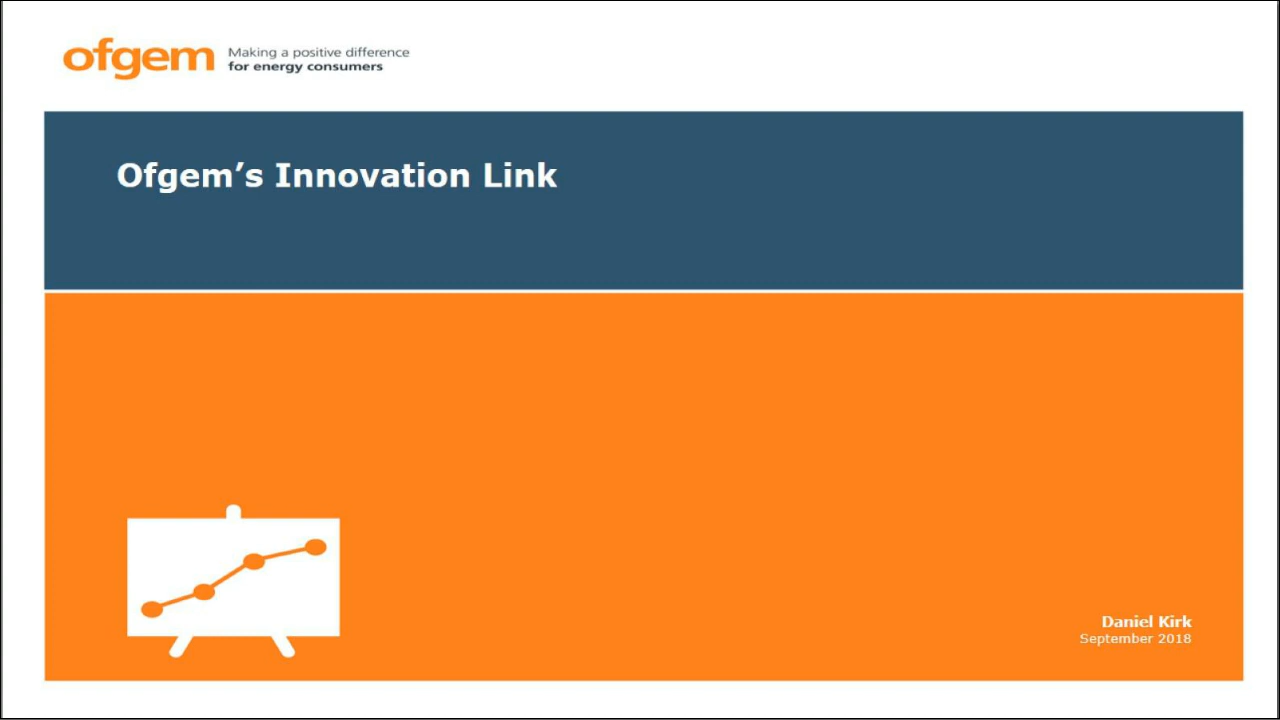 ofgem
Making a positive difference
for energy consumers
Ofgem’s Innovation Link
Daniel Kirk
September 2018